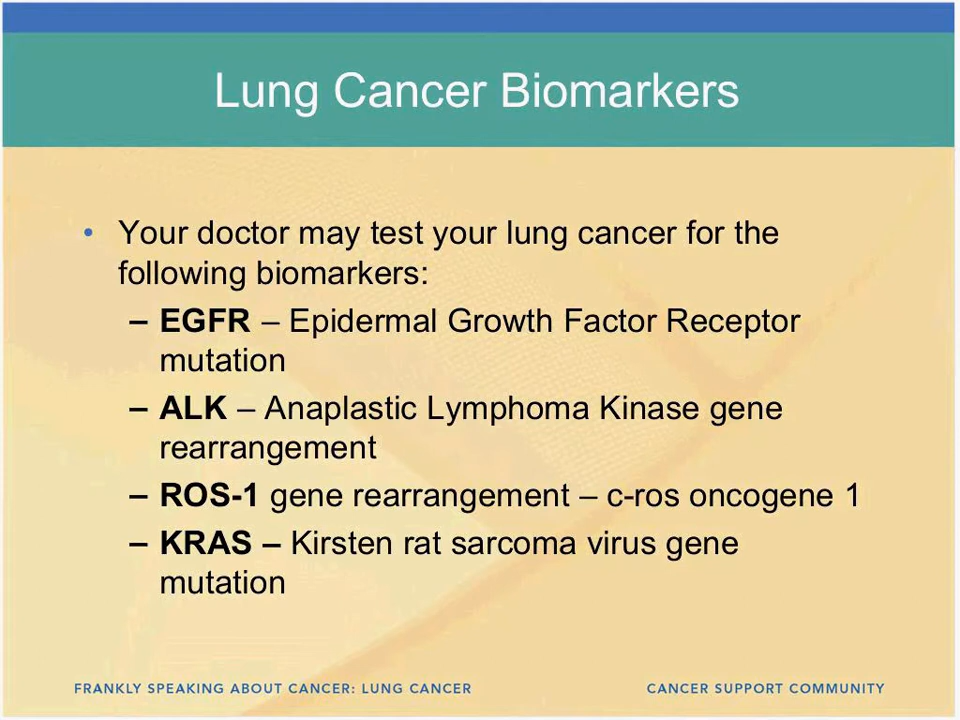 Lung Cancer Biomarkers
• Your doctor may test your lung cancer for the
following biomarkers:
– EGFR – Epidermal Growth Factor Receptor
mutation
– ALK – Anaplastic Lymphoma Kinase gene
rearrangement
– ROS-1 gene rearrangement – c-ros oncogene 1
– KRAS – Kirsten rat sarcoma virus gene
mutation
FRANKLY SPEAKING ABOUT CANCER: LUNG CANCER
CANCER SUPPORT COMMUNITY